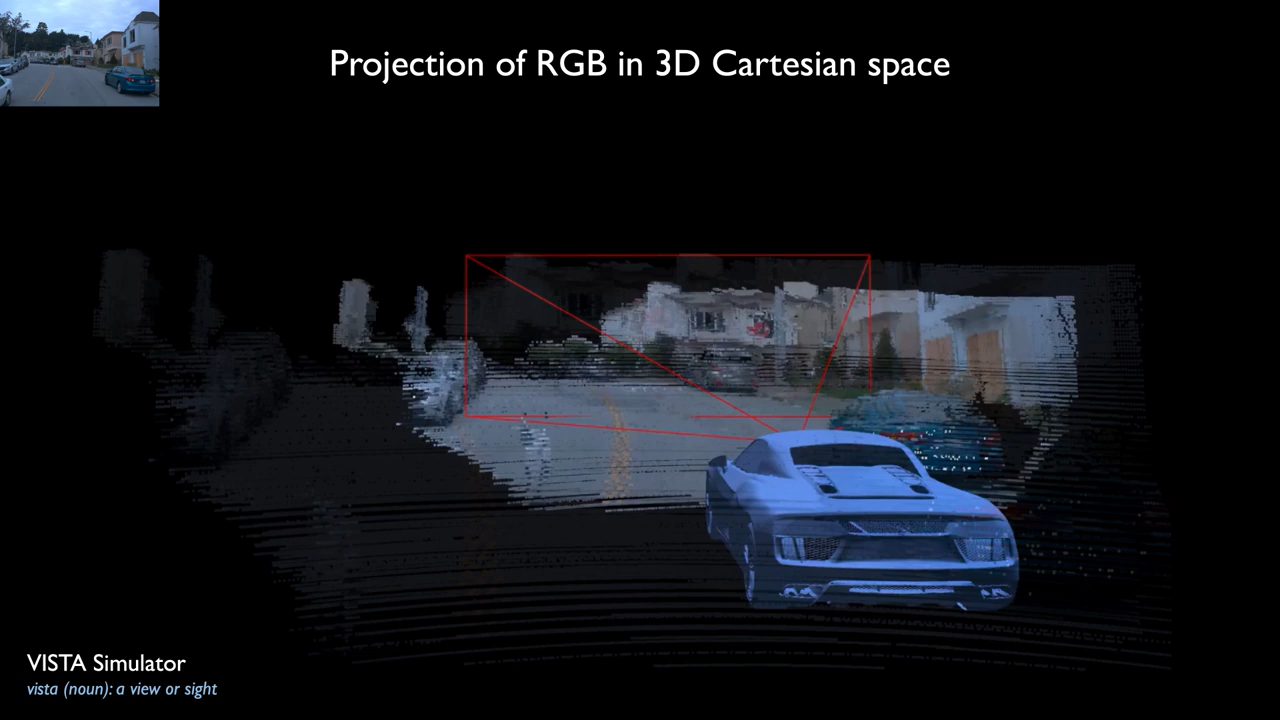 Projection of RGB in 3D Cartesian space
VISTA Simulator
vista (noun): a view or sight